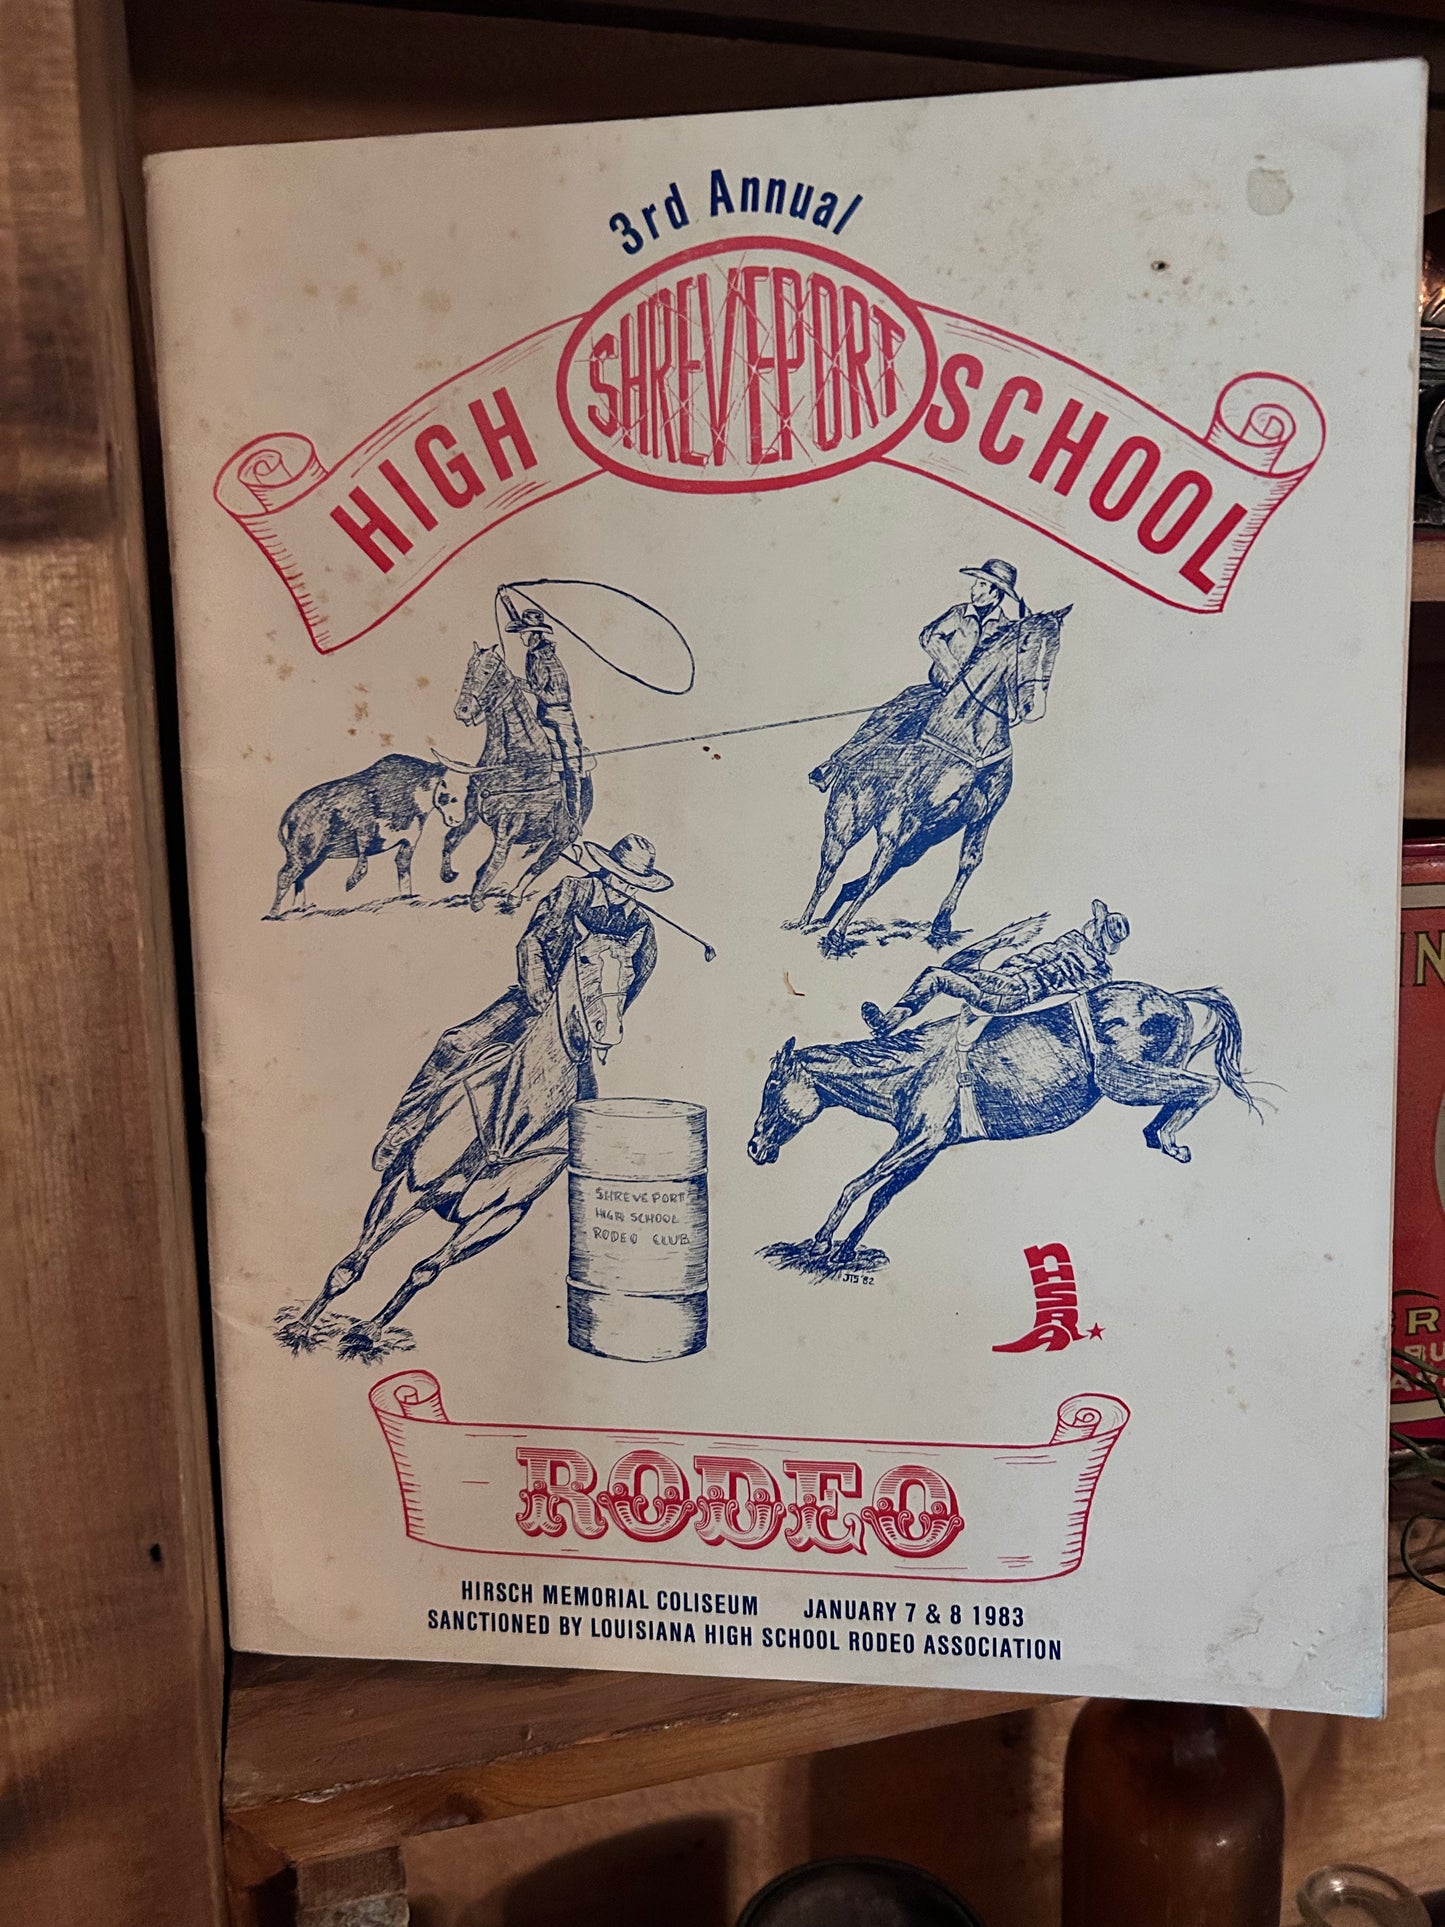 3rd Annual
HIGH SHREVEPORT SCHOOL
SHREVEPORT
HIGH SCHOOL
RODEO CLUB
JTS '82
NHSRA
RODEO
HIRSCH MEMORIAL COLISEUM JANUARY 7 & 8 1983
SANCTIONED BY LOUISIANA HIGH SCHOOL RODEO ASSOCIATION